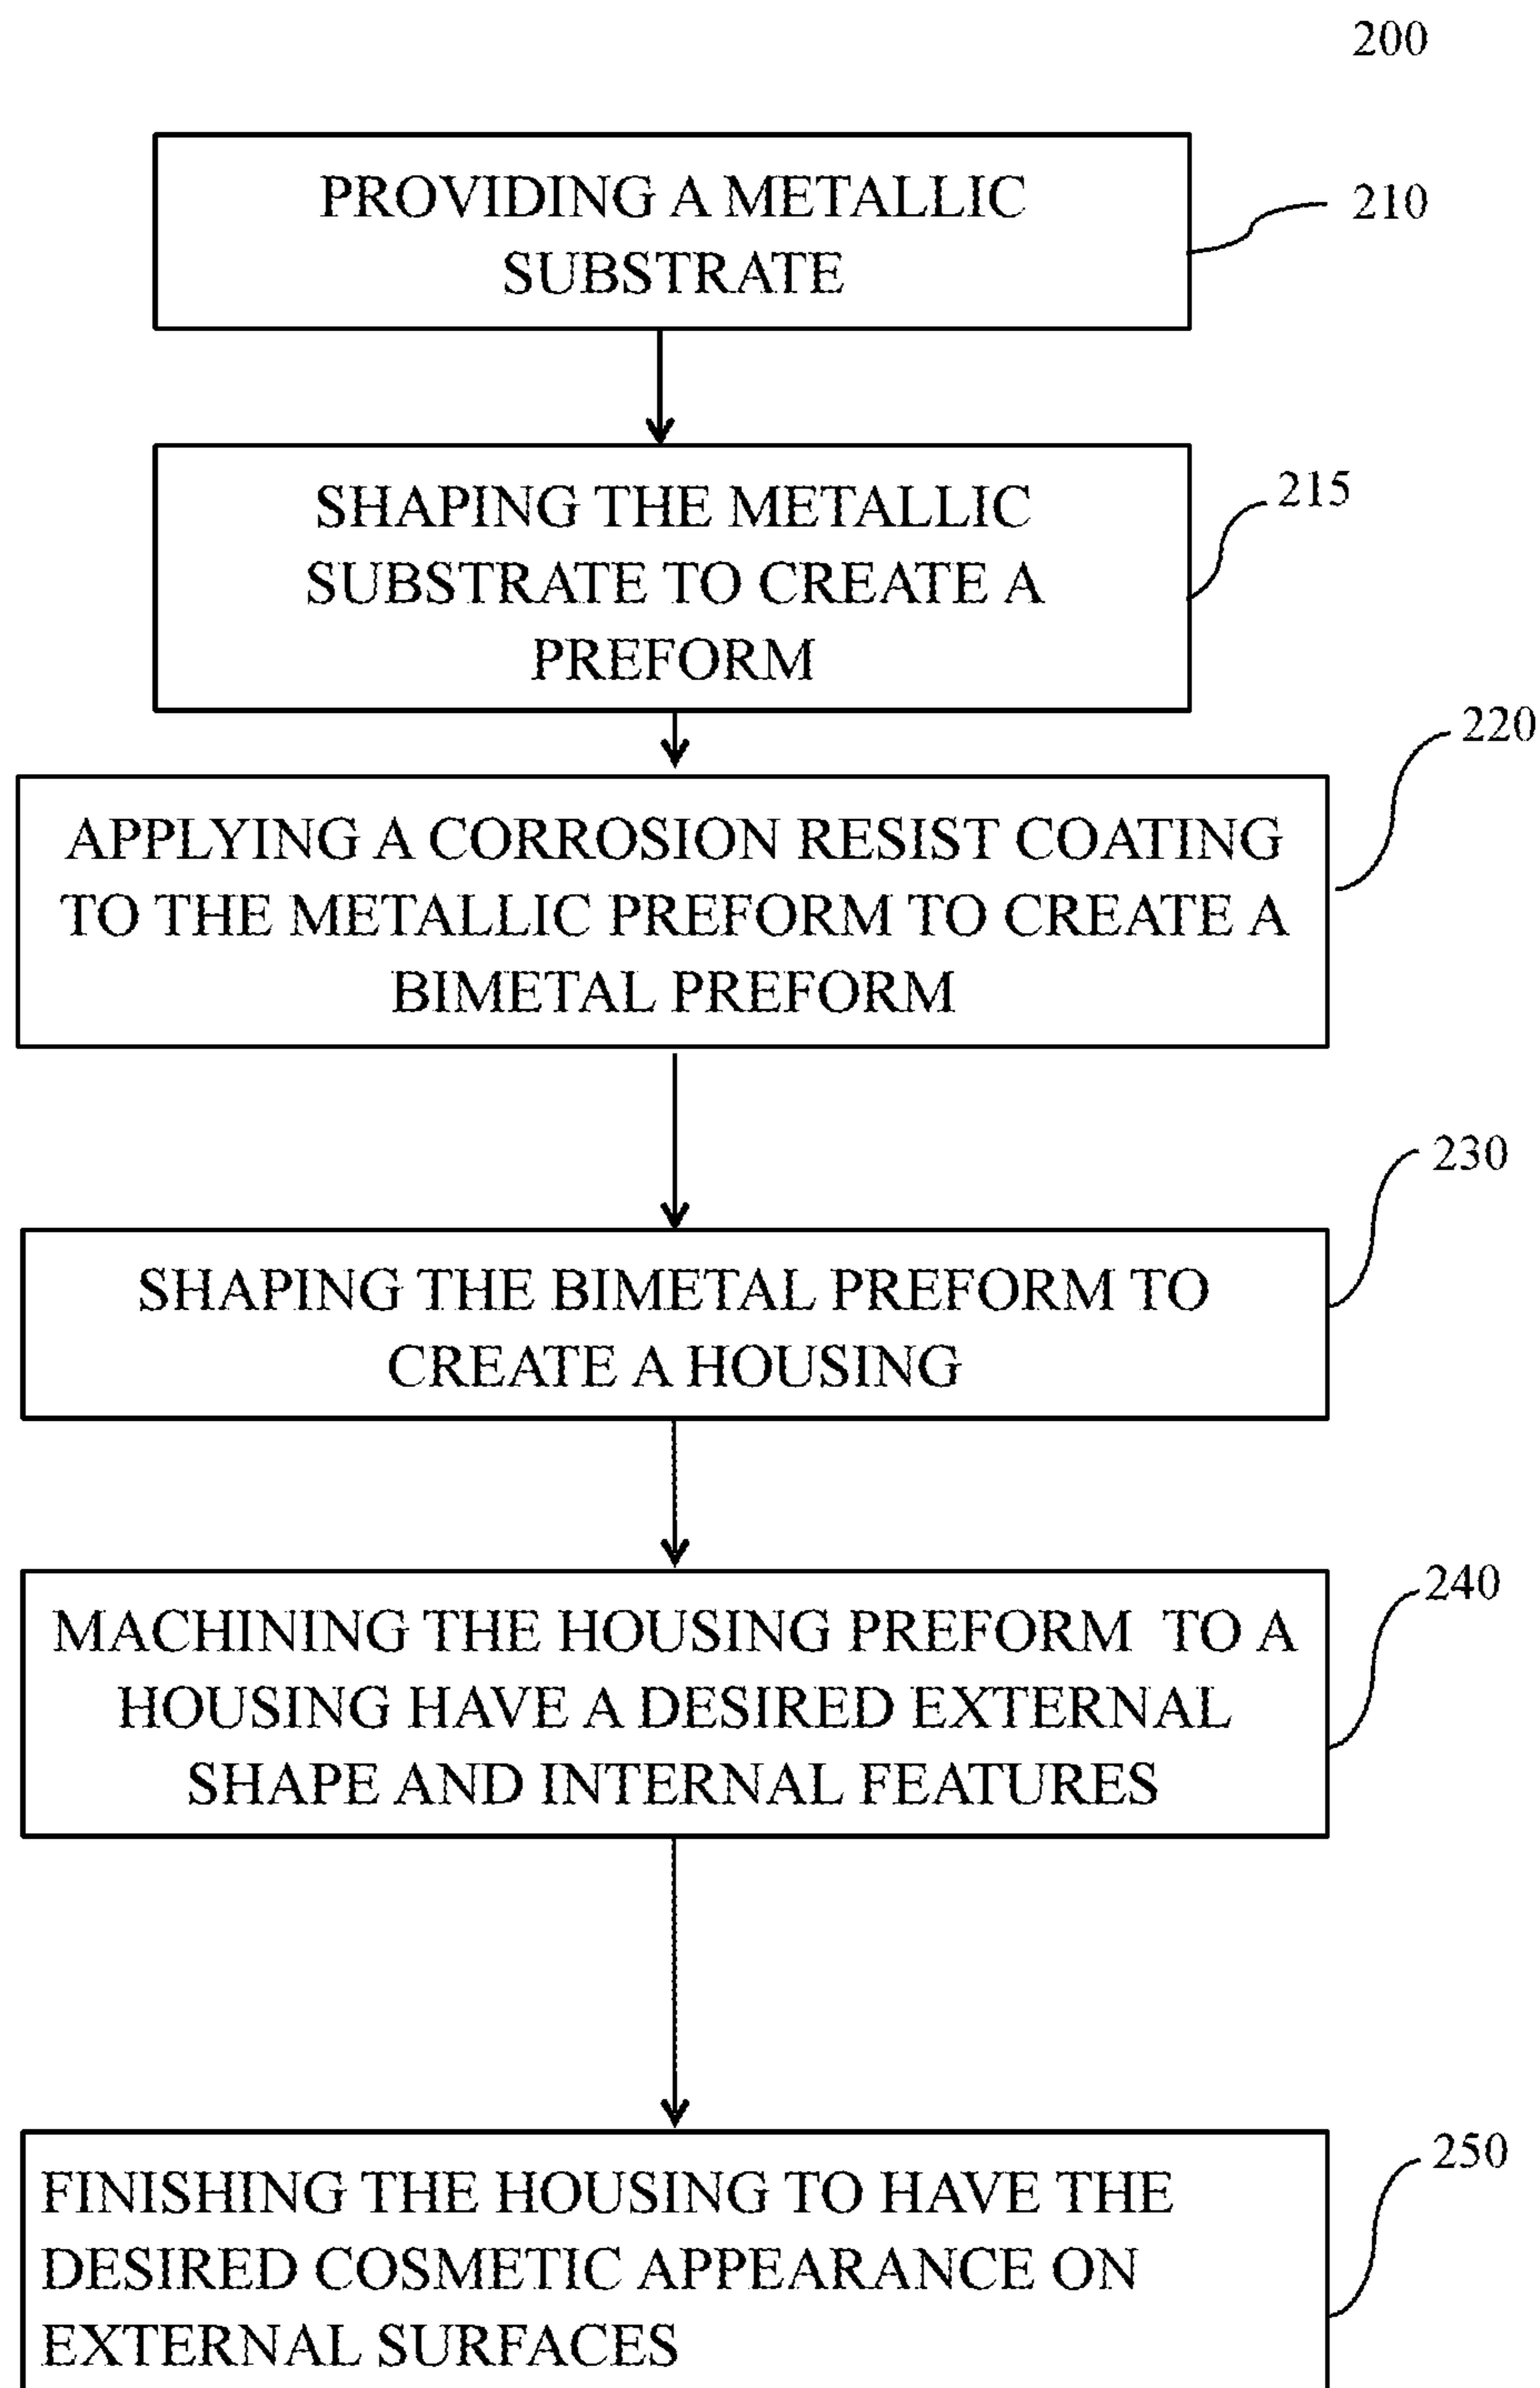 200
PROVIDING A METALLIC
SUBSTRATE
210
SHAPING THE METALLIC
SUBSTRATE TO CREATE A
PREFORM
215
APPLYING A CORROSION RESIST COATING
TO THE METALLIC PREFORM TO CREATE A
BIMETAL PREFORM
220
SHAPING THE BIMETAL PREFORM TO
CREATE A HOUSING
230
MACHINING THE HOUSING PREFORM TO A
HOUSING HAVE A DESIRED EXTERNAL
SHAPE AND INTERNAL FEATURES
240
FINISHING THE HOUSING TO HAVE THE
DESIRED COSMETIC APPEARANCE ON
EXTERNAL SURFACES
250